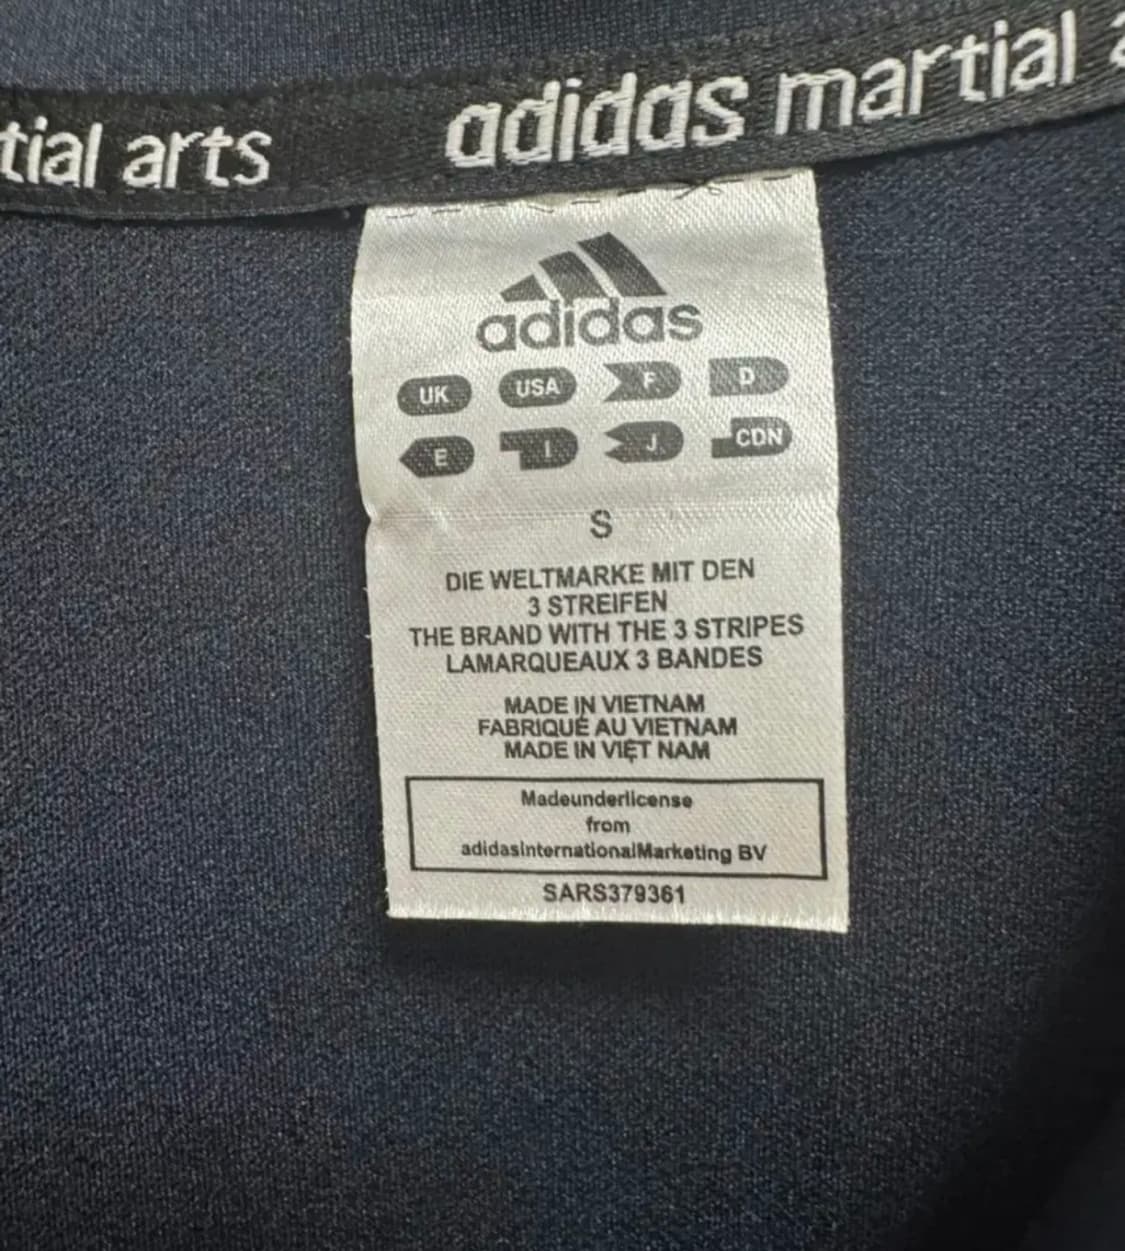 tial arts adidas martial a
adidas
UK USA F. D
E I J. CDN
S
DIE WELTMARKE MIT DEN
3 STREIFEN
THE BRAND WITH THE 3 STRIPES
LAMARQUEAUX 3 BANDES
MADE IN VIETNAM
FABRIQUÉ AU VIETNAM
MADE IN VIỆT NAM
Madeunderlicense
from
adidasInternationalMarketing BV
SARS379361